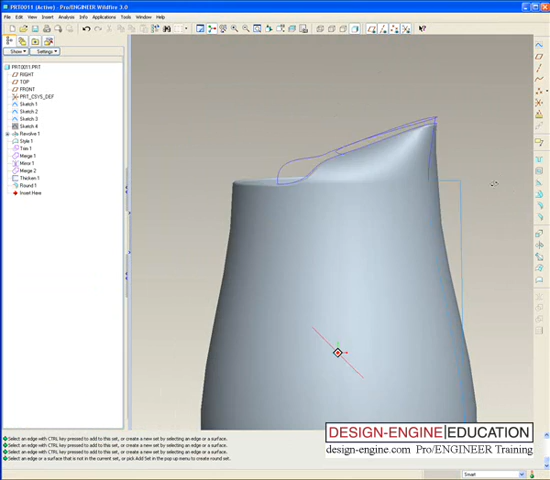 PRT0011 (Active) - Pro/ENGINEER Wildfire 3.0
File Edit View Insert Analysis Info Applications Tools Window Help
Show Settings
PRT0011.PRT
RIGHT
TOP
FRONT
PRT_CSYS_DEF
Sketch 1
Sketch 2
Sketch 3
Sketch 4
Revolve 1
Style 1
Trim 1
Merge 1
Mirror 1
Merge 2
Thicken 1
Round 1
Insert Here
Select an edge with CTRL key pressed to add to this set, or create a new set by selecting an edge or a surface.
Select an edge with CTRL key pressed to add to this set, or create a new set by selecting an edge or a surface.
Select an edge with CTRL key pressed to add to this set, or create a new set by selecting an edge or a surface.
Select an edge or a surface that is not in the current set, or pick Add Set in the pop up menu to create round set.
DESIGN-ENGINE|EDUCATION
design-engine.com Pro/ENGINEER Training
Smart